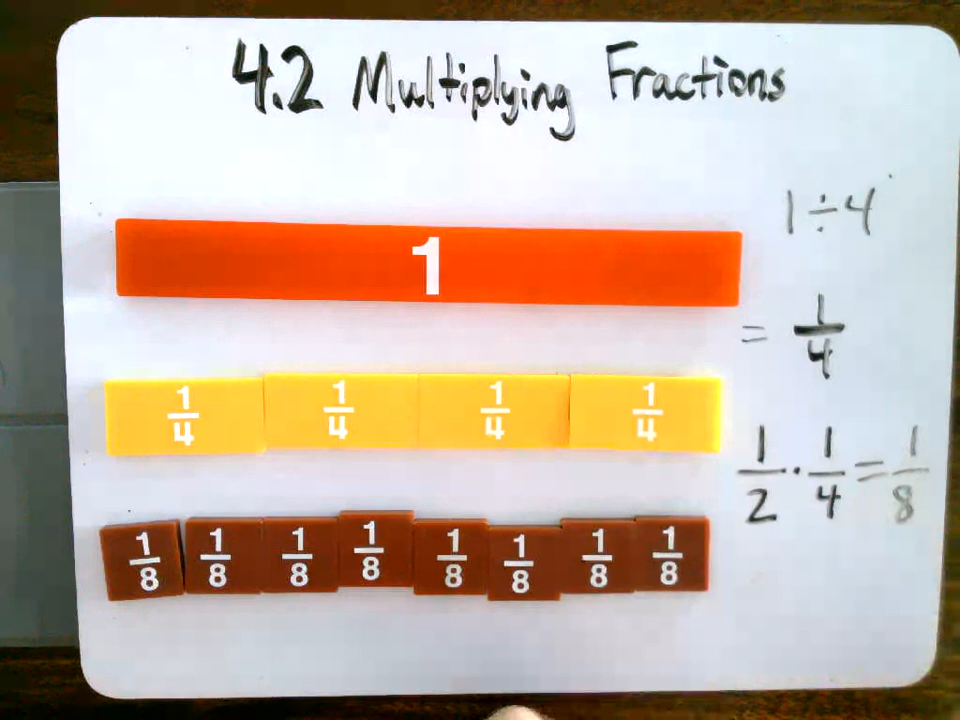 4.2 Multiplying Fractions
1 ÷ 4
1
= 1/4
1/4 1/4 1/4 1/4
1/2 · 1/4 = 1/8
1/8 1/8 1/8 1/8 1/8 1/8 1/8 1/8